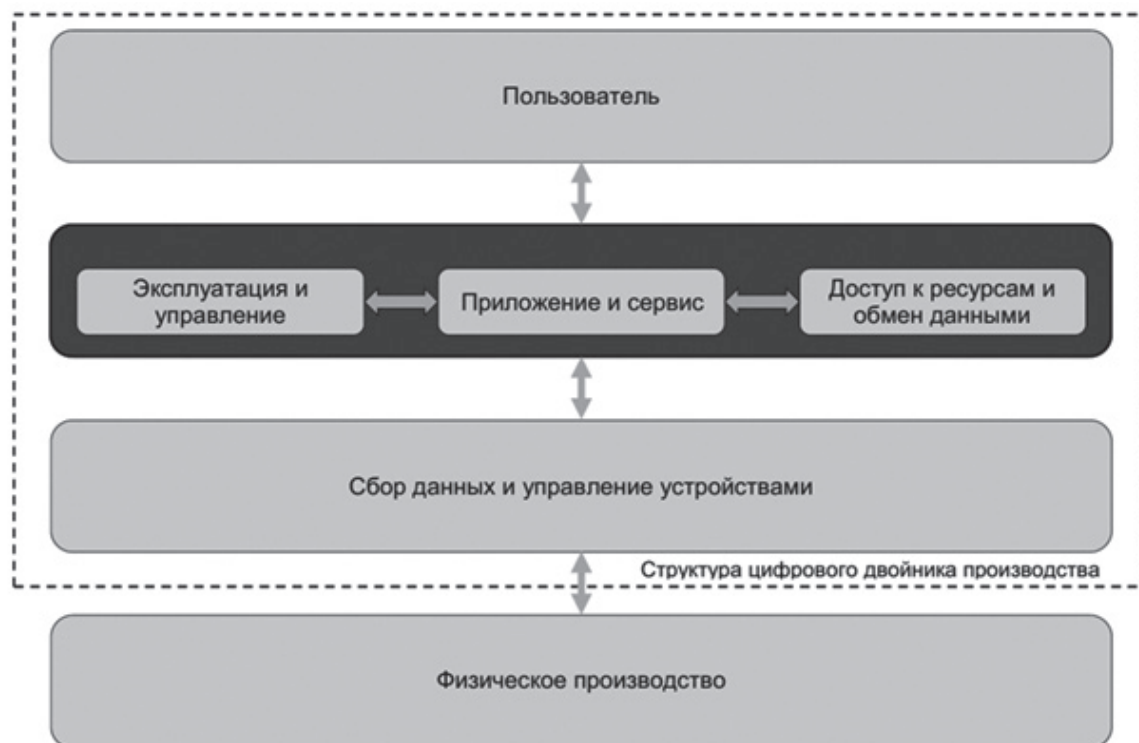 Пользователь
Эксплуатация и
управление
Приложение и сервис
Доступ к ресурсам и
обмен данными
Сбор данных и управление устройствами
Структура цифрового двойника производства
Физическое производство